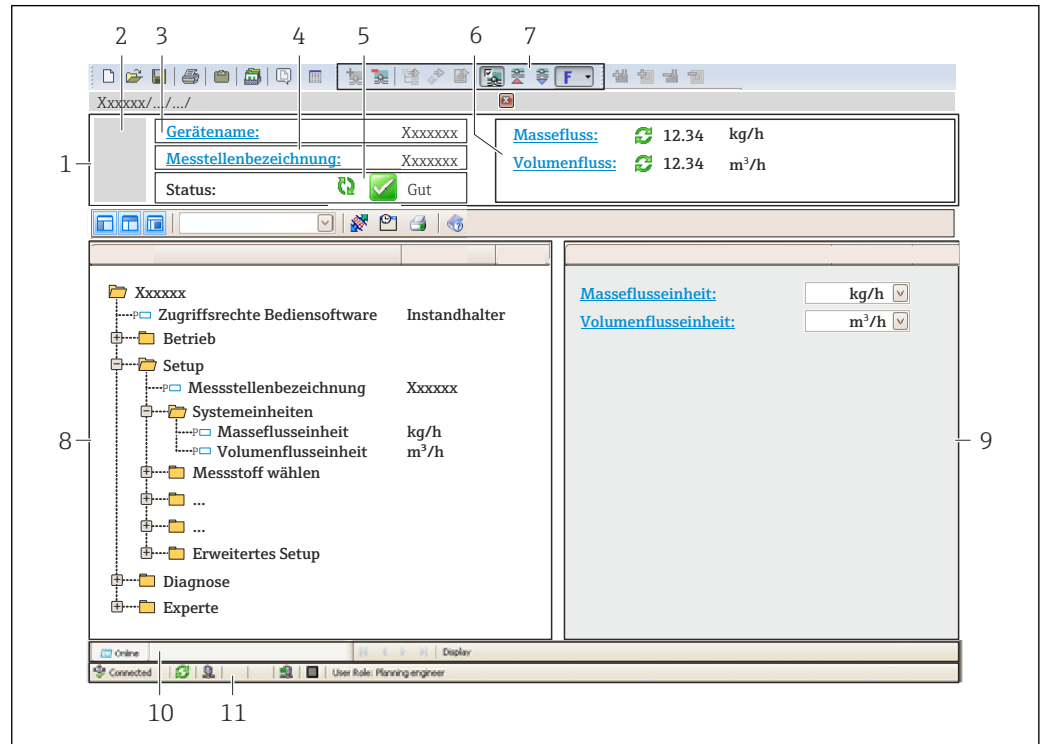 2 3 4 5 6 7
F
Xxxxxx/.../.../
1
Gerätename: Xxxxxxx
Messtellenbezeichnung: Xxxxxxx
Status: Gut
Massefluss: 12.34 kg/h
Volumenfluss: 12.34 m³/h
Xxxxxx
P Zugriffsrechte Bediensoftware Instandhalter
Betrieb
Setup
P Messstellenbezeichnung Xxxxxx
Systemeinheiten
P Masseflusseinheit kg/h
P Volumenflusseinheit m³/h
Messstoff wählen
...
...
Erweitertes Setup
Diagnose
Experte
8
Masseflusseinheit: kg/h
Volumenflusseinheit: m³/h
9
Online Display
Connected User Role: Planning engineer
10 11